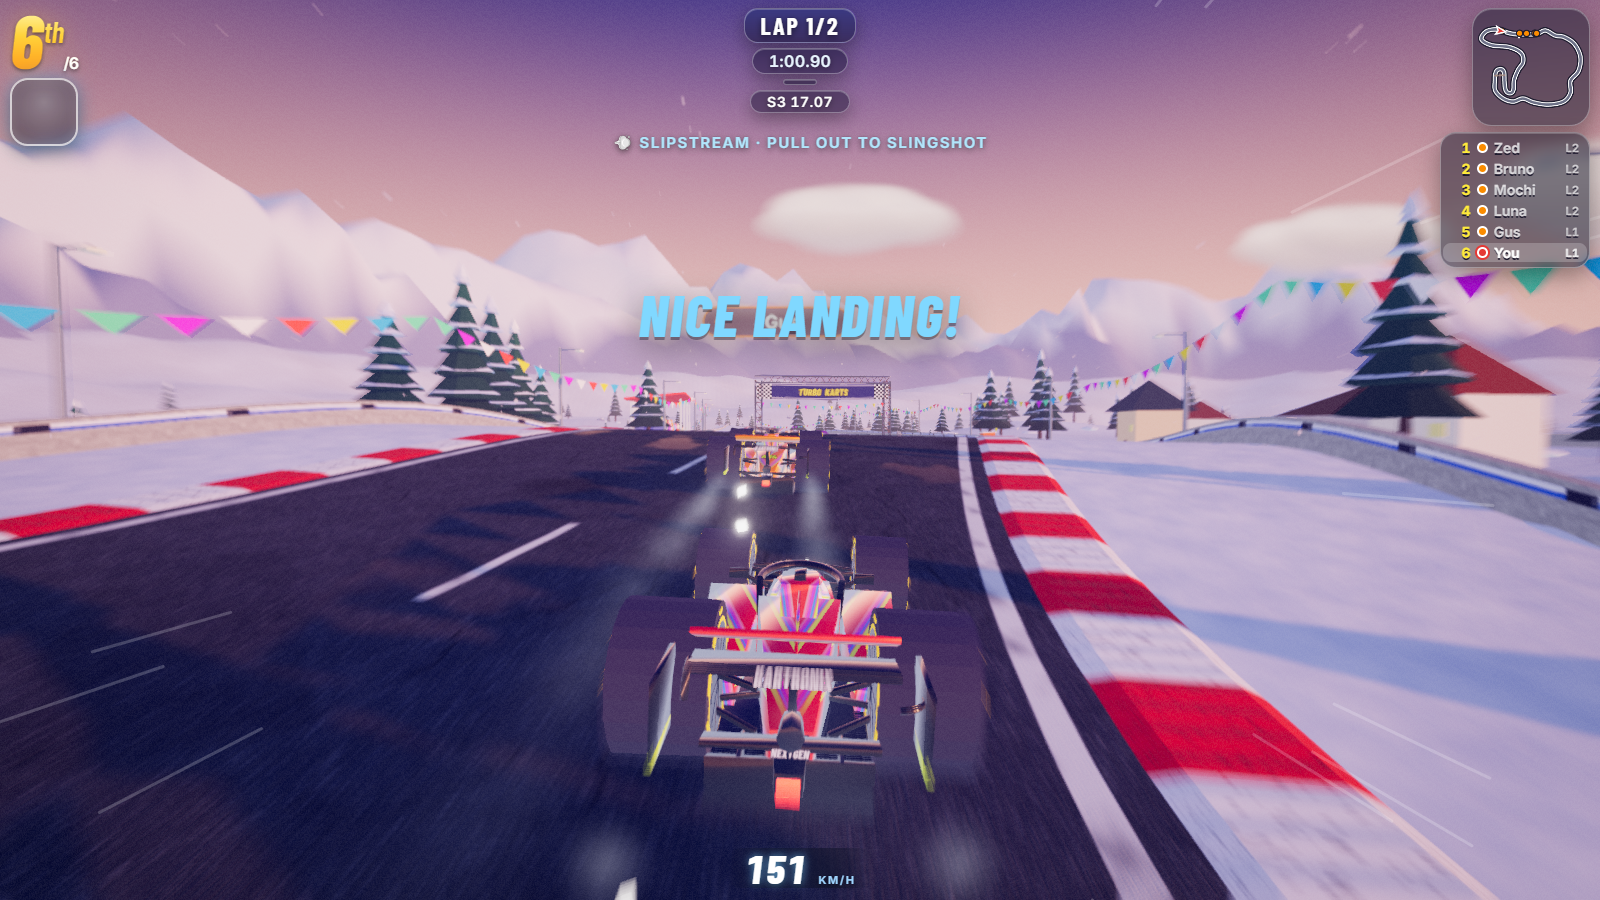 6th
/6
LAP 1/2
1:00.90
S3 17.07
SLIPSTREAM · PULL OUT TO SLINGSHOT
1 Zed L2
2 Bruno L2
3 Mochi L2
4 Luna L2
5 Gus L1
6 You L1
NICE LANDING!
TURBO KARTS
NEXTGEN
151 KM/H